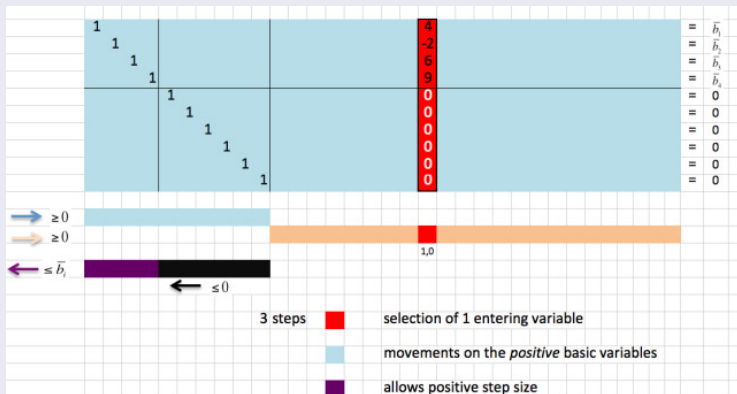 1 4 = b̄₁
1 -2 = b̄₂
1 6 = b̄₃
1 9 = b̄₄
1 0 = 0
1 0 = 0
1 0 = 0
1 0 = 0
1 0 = 0
1 0 = 0
≥ 0
≥ 0
1,0
≤ b̄ᵢ
≤ 0
3 steps selection of 1 entering variable
movements on the positive basic variables
allows positive step size